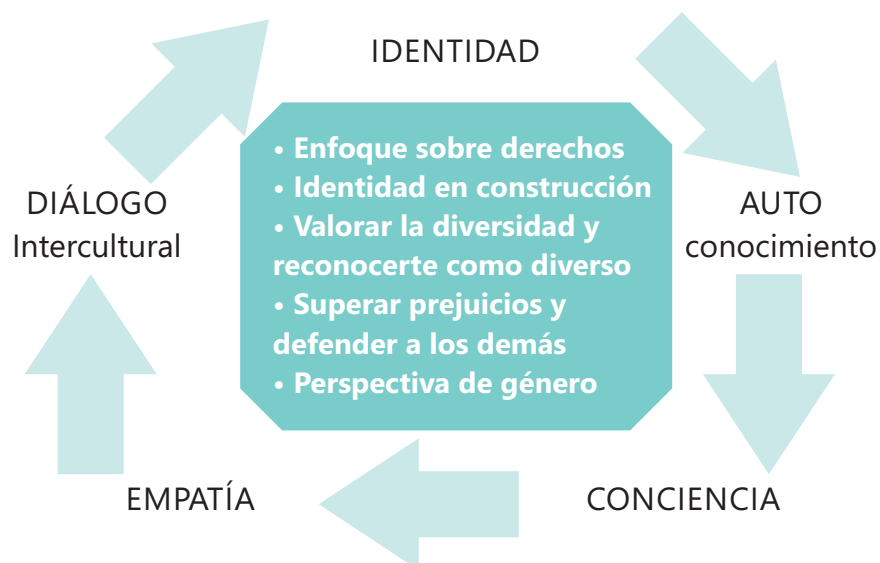 IDENTIDAD
• Enfoque sobre derechos
• Identidad en construcción
• Valorar la diversidad y
reconocerte como diverso
• Superar prejuicios y
defender a los demás
• Perspectiva de género
AUTO
conocimiento
CONCIENCIA
EMPATÍA
DIÁLOGO
Intercultural